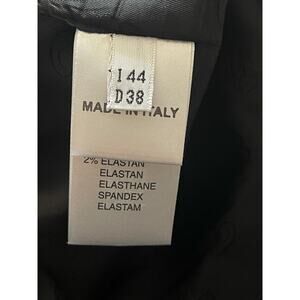 I 44
D 38
MADE IN ITALY
2% ELASTAN
ELASTAN
ELASTHANE
SPANDEX
ELASTAM